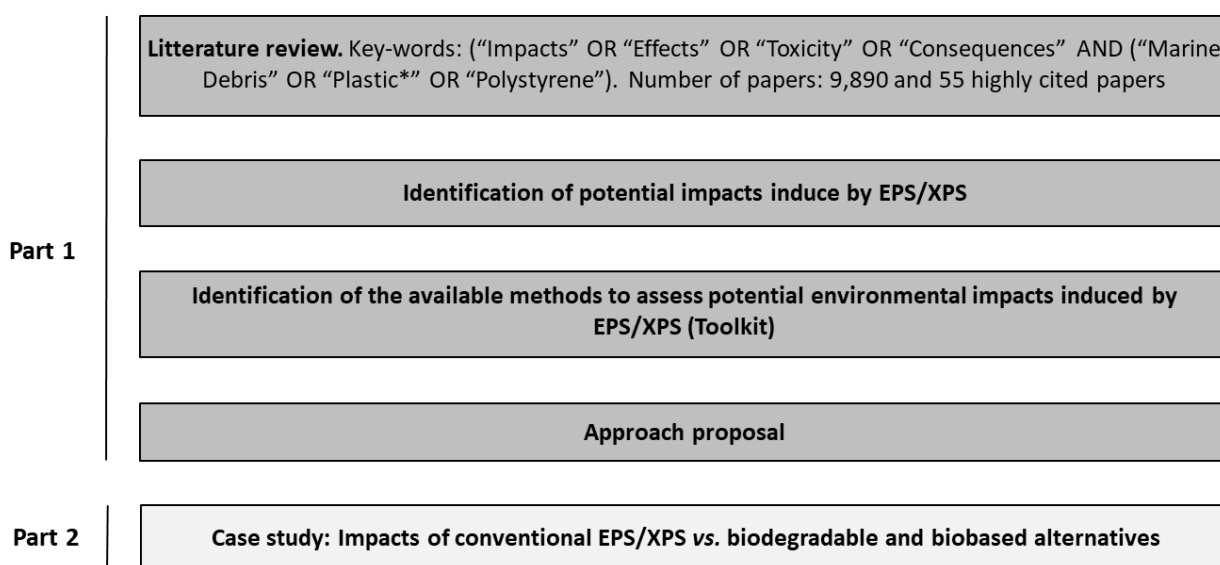 Litterature review. Key-words: (“Impacts” OR “Effects” OR “Toxicity” OR “Consequences” AND (“Marine
Debris” OR “Plastic*” OR “Polystyrene”). Number of papers: 9,890 and 55 highly cited papers
Identification of potential impacts induce by EPS/XPS
Part 1
Identification of the available methods to assess potential environmental impacts induced by
EPS/XPS (Toolkit)
Approach proposal
Part 2
Case study: Impacts of conventional EPS/XPS vs. biodegradable and biobased alternatives